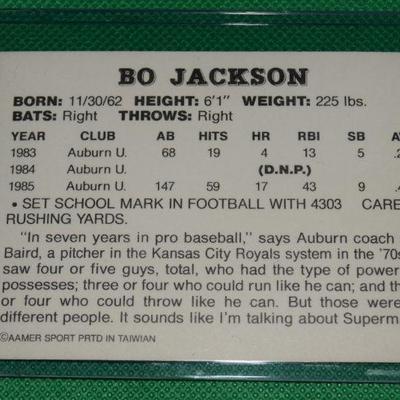 BO JACKSON
BORN: 11/30/62 HEIGHT: 6'1" WEIGHT: 225 lbs.
BATS: Right THROWS: Right
YEAR CLUB AB HITS HR RBI SB
1983 Auburn U. 68 19 4 13 5
1984 Auburn U. (D.N.P.)
1985 Auburn U. 147 59 17 43 9
• SET SCHOOL MARK IN FOOTBALL WITH 4303
RUSHING YARDS.
"In seven years in pro baseball," says Auburn coach
Baird, a pitcher in the Kansas City Royals system in the '70s
saw four or five guys, total, who had the type of power
possesses; three or four who could run like he can; and
or four who could throw like he can. But those were
different people. It sounds like I'm talking about
©AAMER SPORT PRTD IN TAIWAN